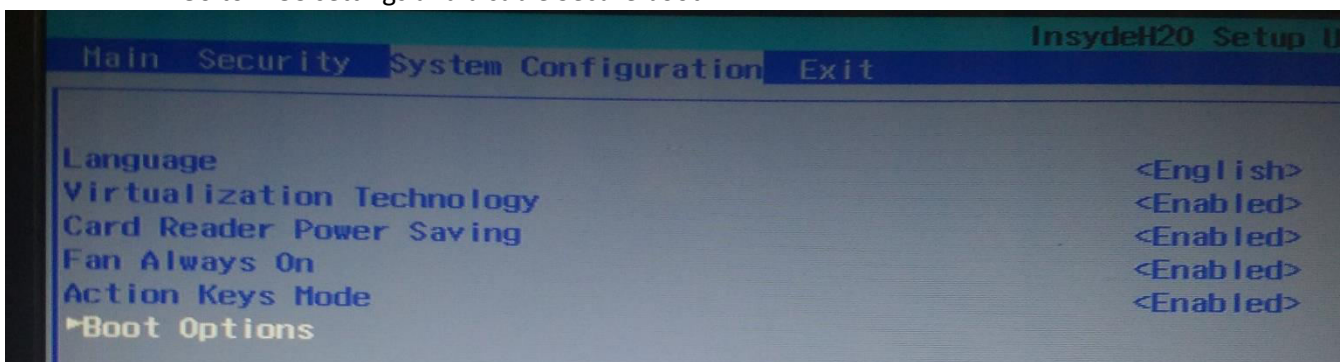 InsydeH20 Setup
Main Security System Configuration Exit
Language <English>
Virtualization Technology <Enabled>
Card Reader Power Saving <Enabled>
Fan Always On <Enabled>
Action Keys Mode <Enabled>
►Boot Options